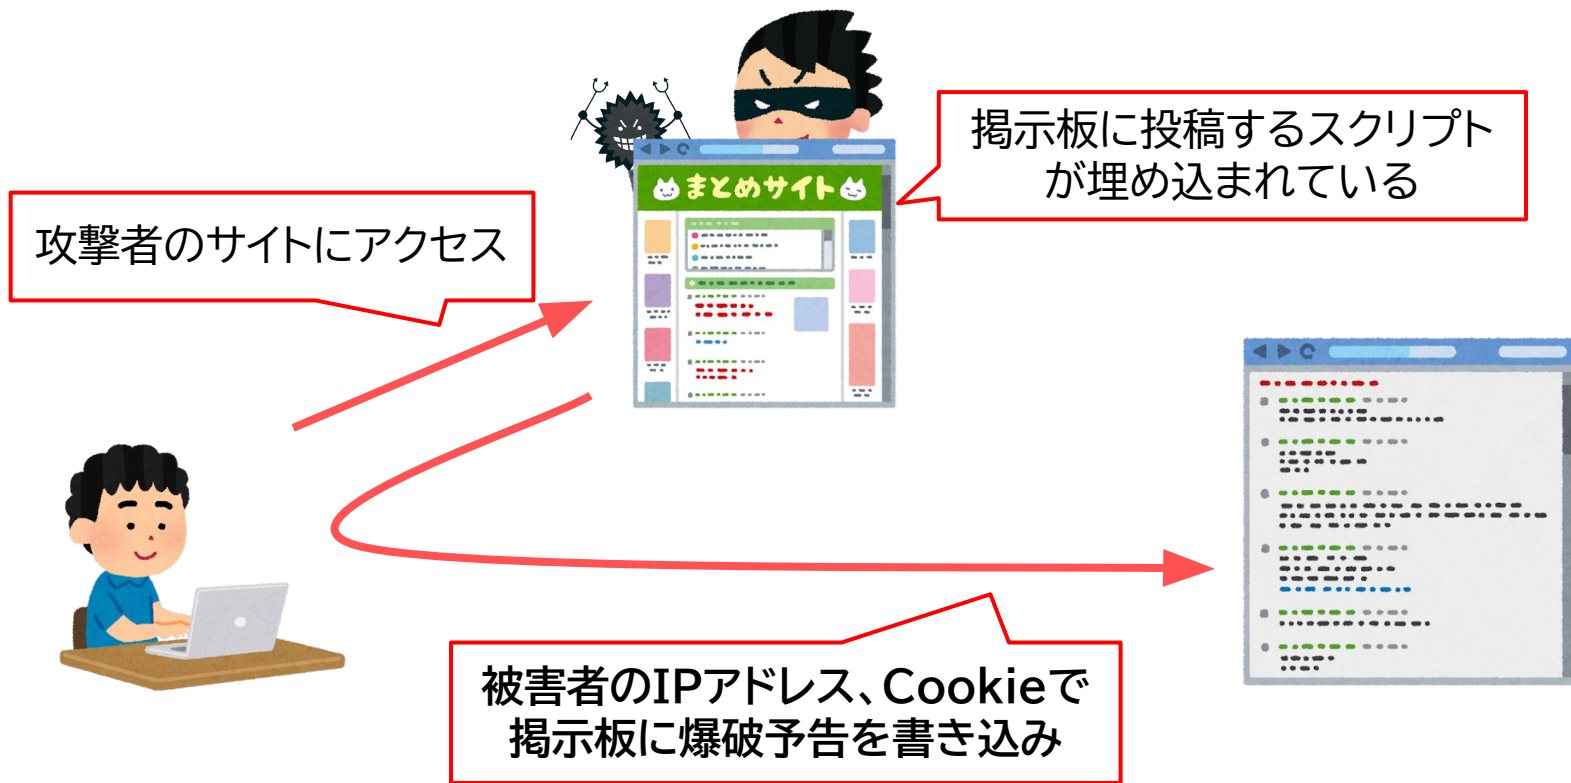 掲示板に投稿するスクリプト
が埋め込まれている
まとめサイト
攻撃者のサイトにアクセス
被害者のIPアドレス、Cookieで
掲示板に爆破予告を書き込み